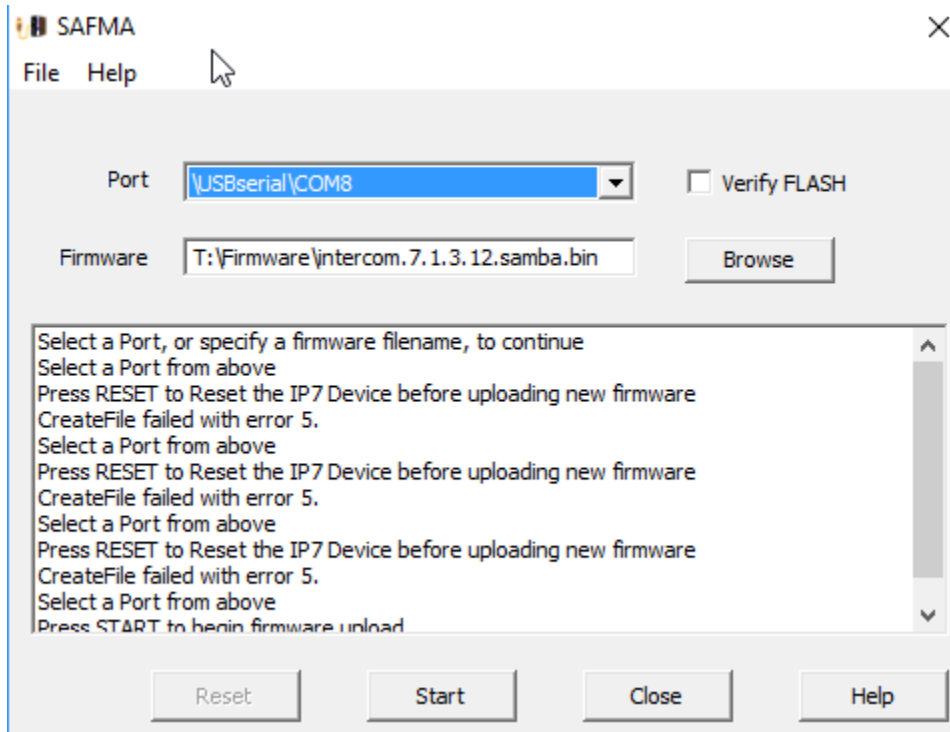 SAFMA
File Help
Port
\USBserial\COM8
Verify FLASH
Firmware
T:\Firmware\intercom.7.1.3.12.samba.bin
Browse
Select a Port, or specify a firmware filename, to continue
Select a Port from above
Press RESET to Reset the IP7 Device before uploading new firmware
CreateFile failed with error 5.
Select a Port from above
Press RESET to Reset the IP7 Device before uploading new firmware
CreateFile failed with error 5.
Select a Port from above
Press RESET to Reset the IP7 Device before uploading new firmware
CreateFile failed with error 5.
Select a Port from above
Press START to begin firmware upload
Reset Start Close Help